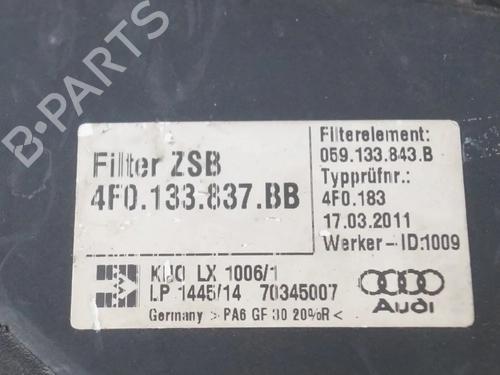 B-PARTS
Filter ZSB
4F0.133.837.BB
Filterelement:
059.133.843.B
Typprüfnr.:
4F0.183
17.03.2011
Werker - ID:1009
LX 1006/1
LP 1445/14 70345007
Germany > PA6 GF 30 20%R <
Audi